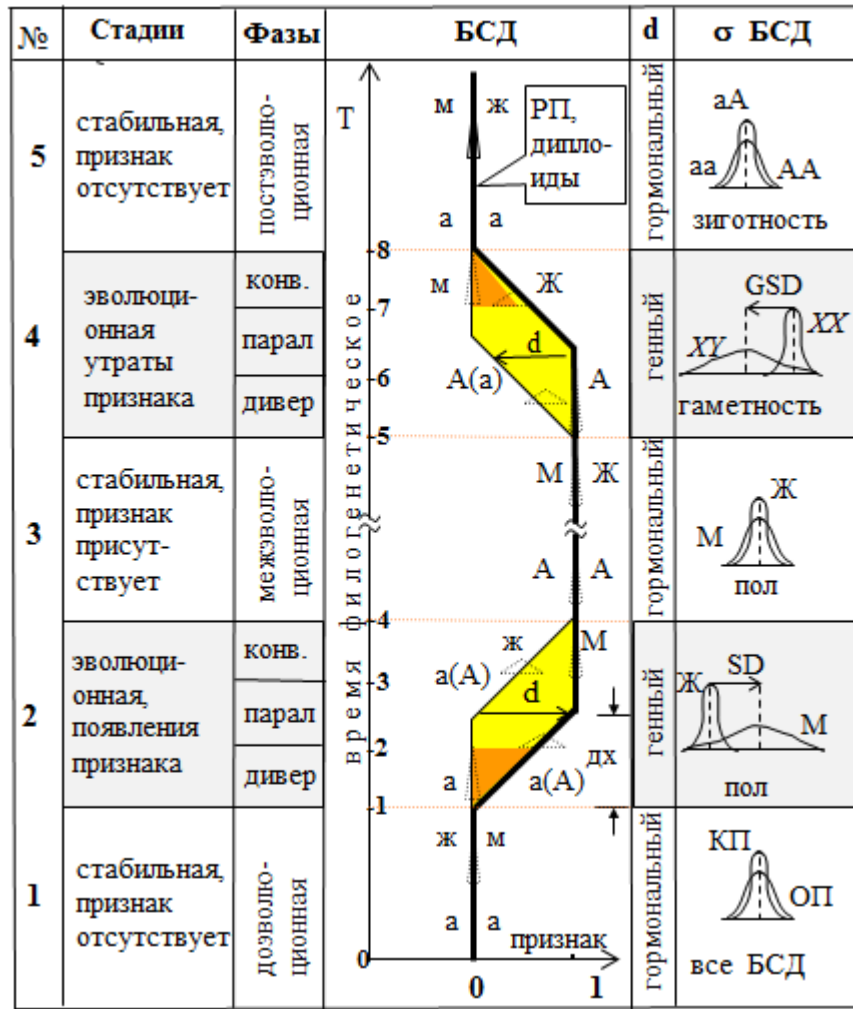 № Стадии Фазы БСД d σ БСД
5
стабильная,
признак
отсутствует
постэволю-
ционная
T
м ж
РП,
дипло-
иды
а а
гормональный
аА
аа АА
зиготность
4
эволюци-
онная
утраты
признака
конв.
парал
дивер
8
7
6
5
м Ж
d
А(а) А
генный
GSD
XY XX
гаметность
3
стабильная,
признак
присут-
ствует
межэволю-
ционная
время филогенетическое
М Ж
А А
гормональный
Ж
М
пол
2
эволюци-
онная,
появления
признака
конв.
парал
дивер
4
3
2
1
ж М
а(А)
d
дх
а а(А)
генный
SD
Ж
М
пол
1
стабильная,
признак
отсутствует
доэволю-
ционная
ж м
а а
признак
0
0 1
гормональный
КП
ОП
все БСД